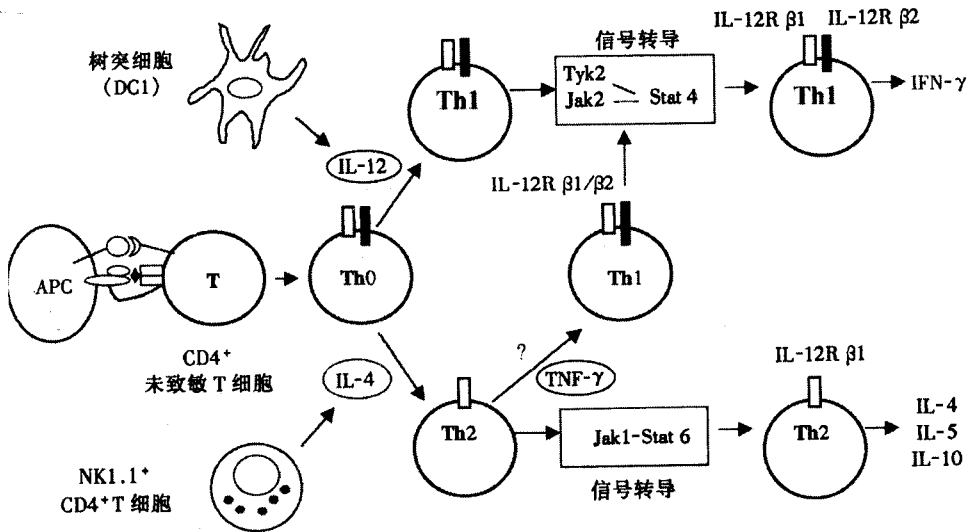 IL-12R β1 IL-12R β2
信号转导
树突细胞
（DC1）
Th1
Tyk2
Jak2
Stat 4
Th1
IFN-γ
IL-12
IL-12R β1/β2
APC
T
Th0
Th1
CD4⁺
未致敏 T 细胞
IL-4
?
TNF-γ
IL-12R β1
Th2
Jak1-Stat 6
Th2
IL-4
IL-5
IL-10
信号转导
NK1.1⁺
CD4⁺T 细胞